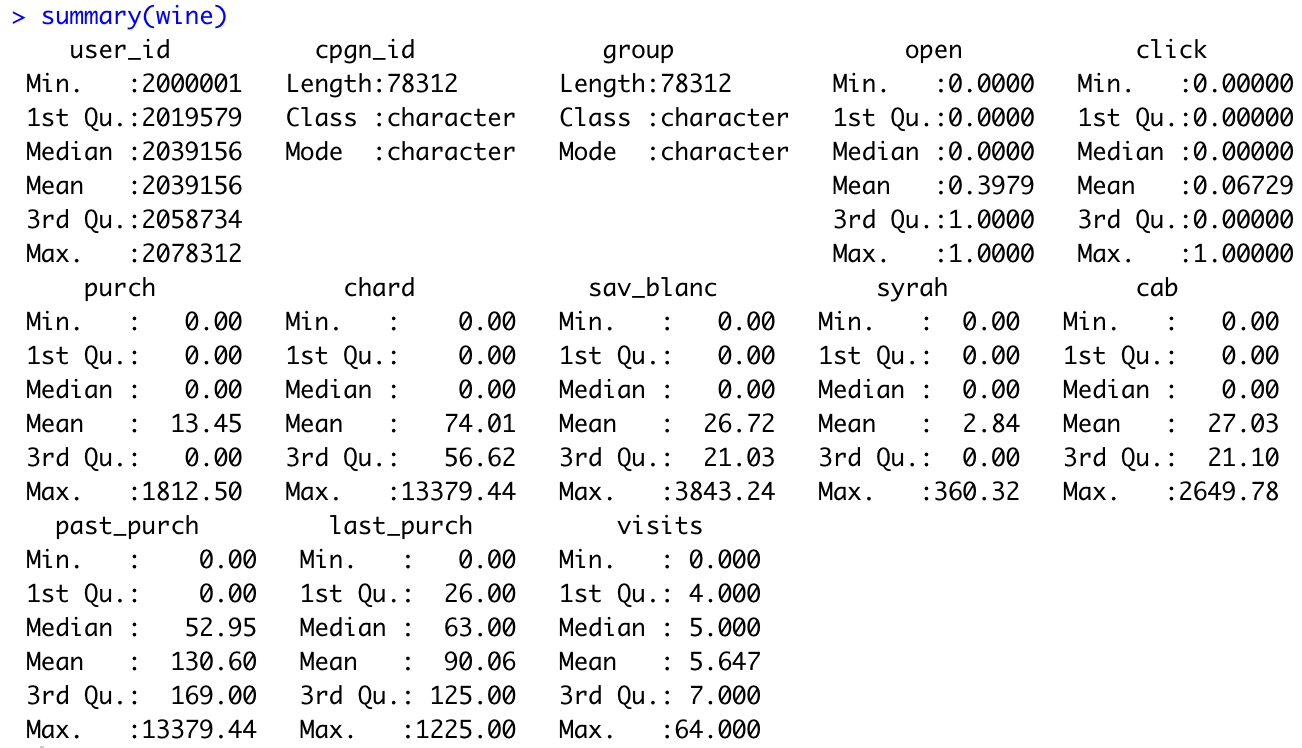 > summary(wine)
    user_id          cpgn_id             group                open            click
 Min.   :2000001   Length:78312       Length:78312       Min.   :0.0000   Min.   :0.00000
 1st Qu.:2019579   Class :character   Class :character   1st Qu.:0.0000   1st Qu.:0.00000
 Median :2039156   Mode  :character   Mode  :character   Median :0.0000   Median :0.00000
 Mean   :2039156                                         Mean   :0.3979   Mean   :0.06729
 3rd Qu.:2058734                                         3rd Qu.:1.0000   3rd Qu.:0.00000
 Max.   :2078312                                         Max.   :1.0000   Max.   :1.00000
     purch             chard            sav_blanc           syrah             cab
 Min.   :   0.00   Min.   :    0.00   Min.   :   0.00   Min.   :  0.00   Min.   :   0.00
 1st Qu.:   0.00   1st Qu.:    0.00   1st Qu.:   0.00   1st Qu.:  0.00   1st Qu.:   0.00
 Median :   0.00   Median :    0.00   Median :   0.00   Median :  0.00   Median :   0.00
 Mean   :  13.45   Mean   :   74.01   Mean   :  26.72   Mean   :  2.84   Mean   :  27.03
 3rd Qu.:   0.00   3rd Qu.:   56.62   3rd Qu.:  21.03   3rd Qu.:  0.00   3rd Qu.:  21.10
 Max.   :1812.50   Max.   :13379.44   Max.   :3843.24   Max.   :360.32   Max.   :2649.78
   past_purch         last_purch          visits
 Min.   :    0.00   Min.   :   0.00   Min.   : 0.000
 1st Qu.:    0.00   1st Qu.:  26.00   1st Qu.: 4.000
 Median :   52.95   Median :  63.00   Median : 5.000
 Mean   :  130.60   Mean   :  90.06   Mean   : 5.647
 3rd Qu.:  169.00   3rd Qu.: 125.00   3rd Qu.: 7.000
 Max.   :13379.44   Max.   :1225.00   Max.   :64.000